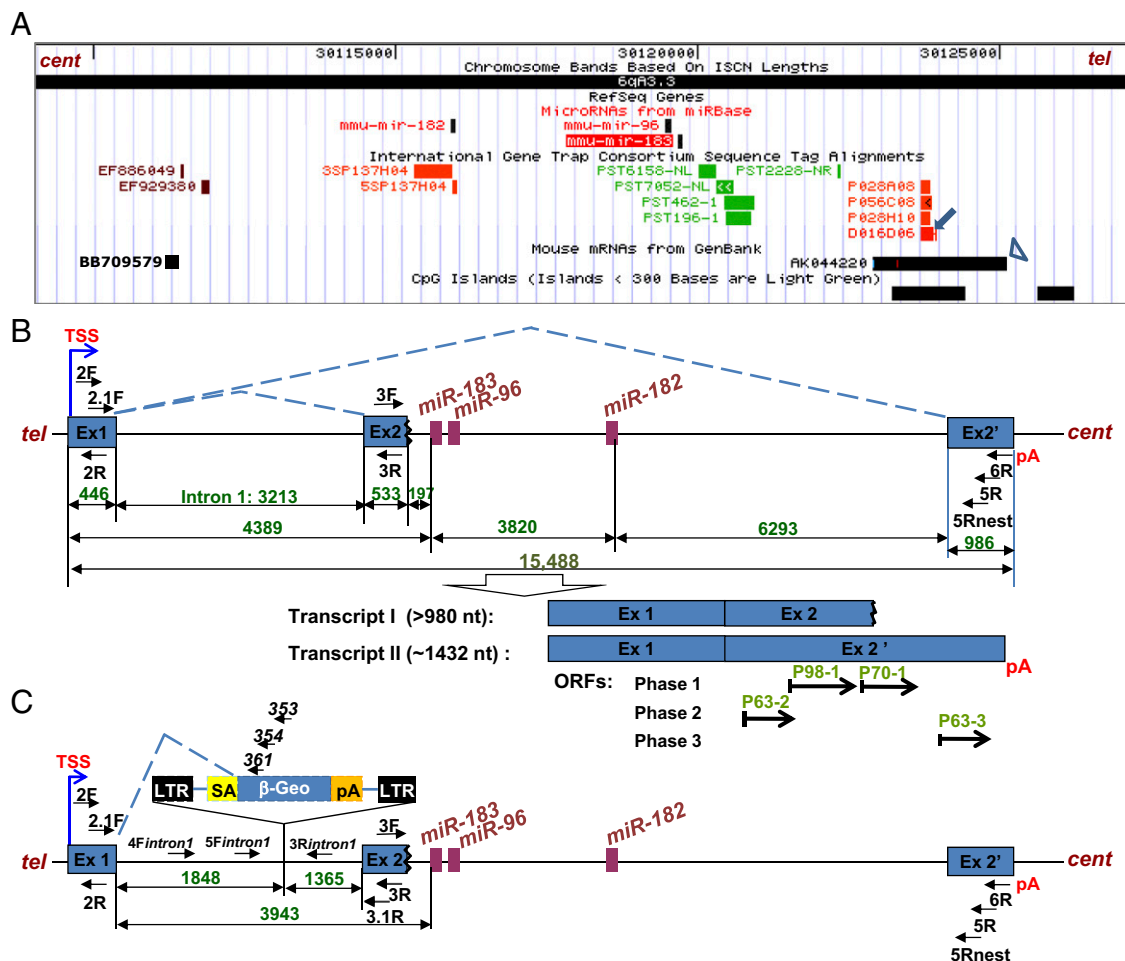 A
cent 30115000 30120000 30125000 tel
Chromosome Bands Based On ISCN Lengths
6qA3.3
RefSeq Genes
MicroRNAs from miRBase
mmu-mir-182 mmu-mir-96
mmu-mir-183
International Gene Trap Consortium Sequence Tag Alignments
EF886049 3SP137H04 PST6158-NL PST2228-NR
EF929380 5SP137H04 PST7052-NL P028A08
PST462-1 P056C08
PST196-1 P028H10
D016D06
Mouse mRNAs from GenBank
BB709579 AK044220
CpG Islands (Islands < 300 Bases are Light Green)
B
TSS
2F
2.1F 3F miR-183 miR-96 miR-182
tel Ex1 Ex2 Ex2' cent
2R 3R 6R pA
446 Intron 1: 3213 533 197 5R
5Rnest
4389 3820 6293 986
15,488
Transcript I (>980 nt): Ex 1 Ex 2
Transcript II (~1432 nt) : Ex 1 Ex 2 '
pA
ORFs: Phase 1 P98-1 P70-1
Phase 2 P63-2
Phase 3 P63-3
C
353
354
361
TSS
LTR SA β-Geo pA LTR
2F
2.1F 4Fintron1 5Fintron1 3Rintron1 3F miR-183 miR-96 miR-182
tel Ex 1 Ex 2 Ex 2' cent
2R 1848 1365 3R 6R pA
3943 3.1R 5R
5Rnest